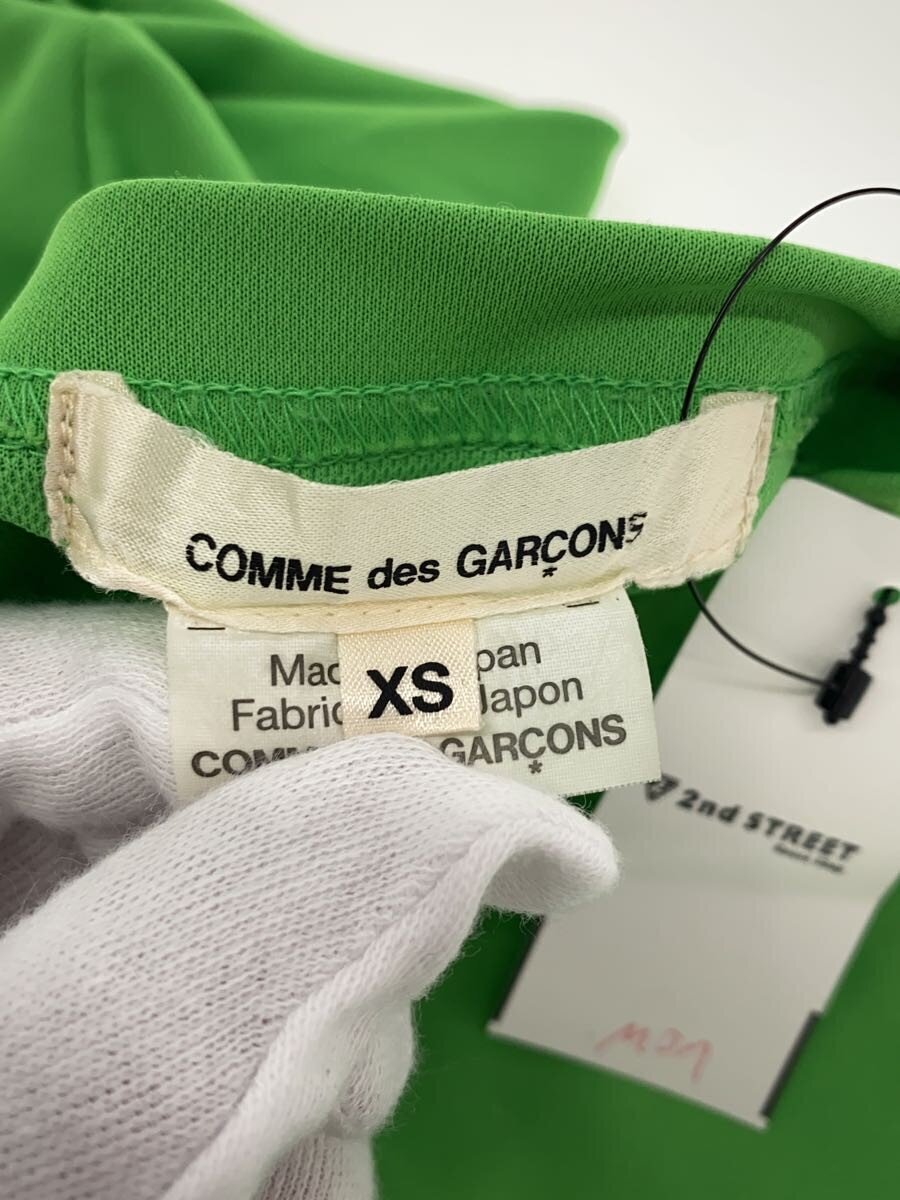 COMME des GARÇONS
XS
Mad pan
Fabric Japon
COMM GARÇONS
*
2nd STREET